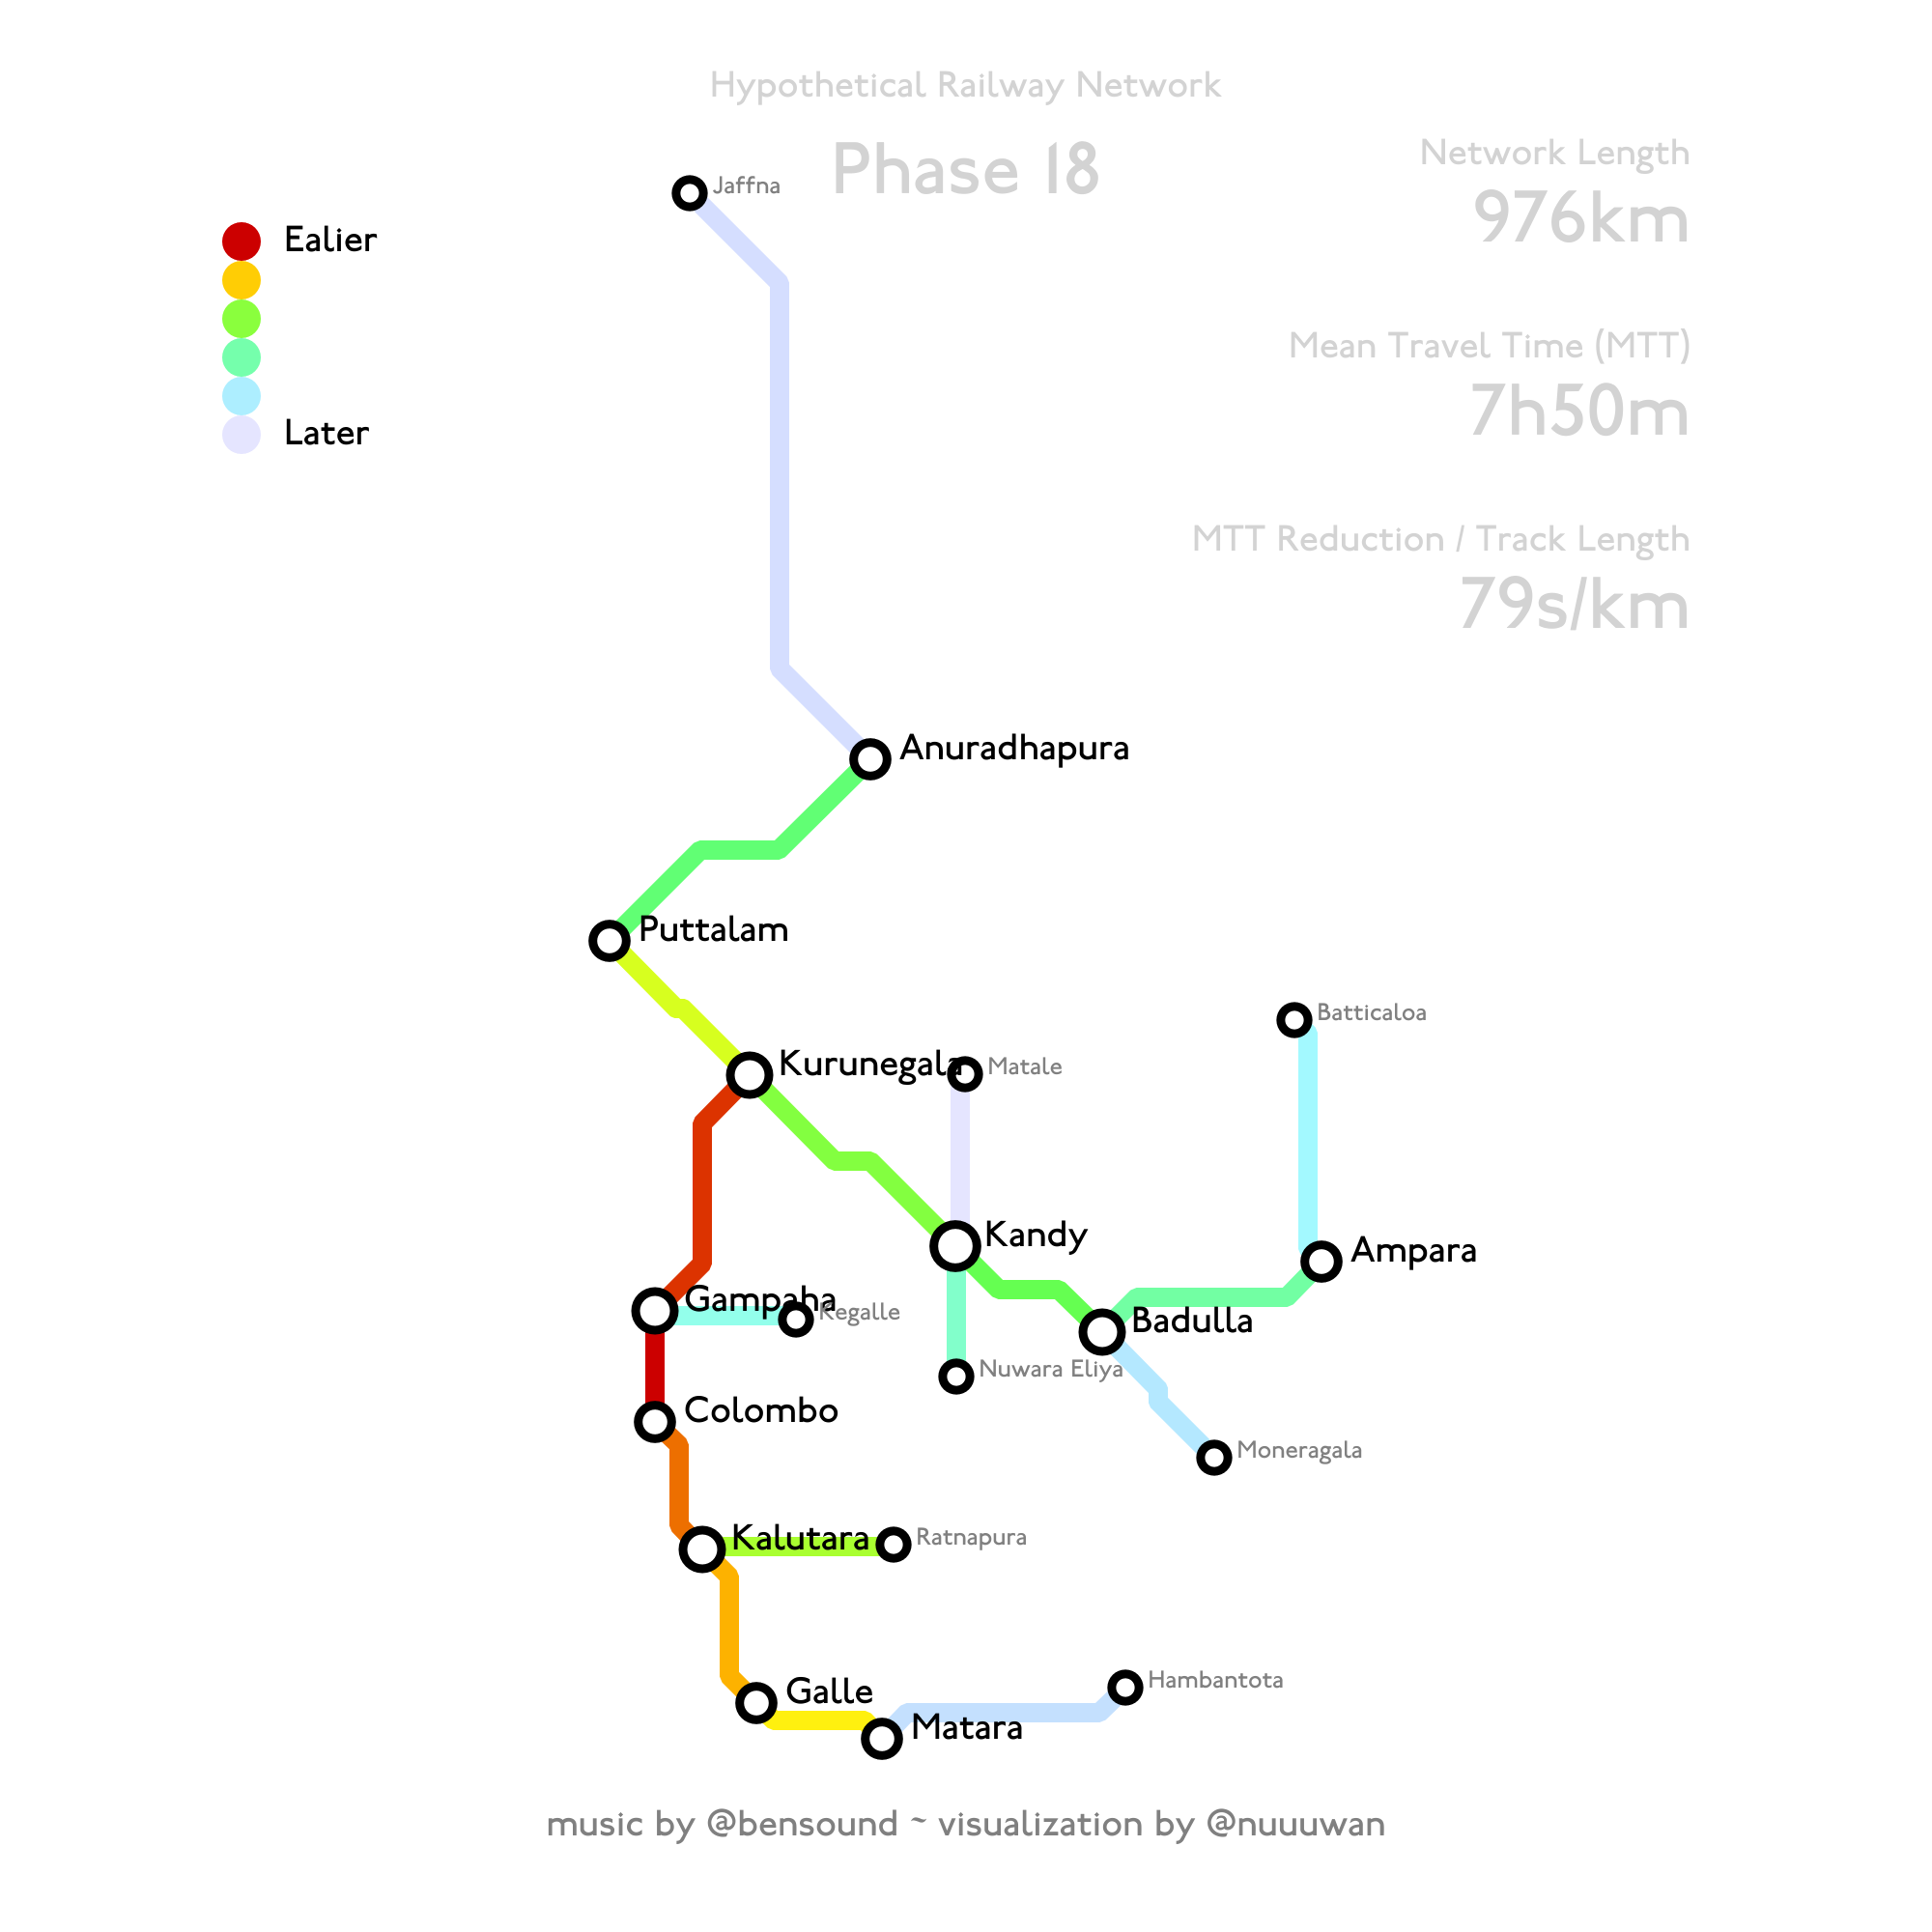 Hypothetical Railway Network
Phase 18
Network Length
976km
Jaffna
Ealier
Mean Travel Time (MTT)
7h50m
Later
MTT Reduction / Track Length
79s/km
Anuradhapura
Puttalam
Batticaloa
Kurunegala
Matale
Kandy
Ampara
Gampaha
Kegalle
Badulla
Nuwara Eliya
Colombo
Moneragala
Kalutara
Ratnapura
Hambantota
Galle
Matara
music by @bensound ~ visualization by @nuuuwan